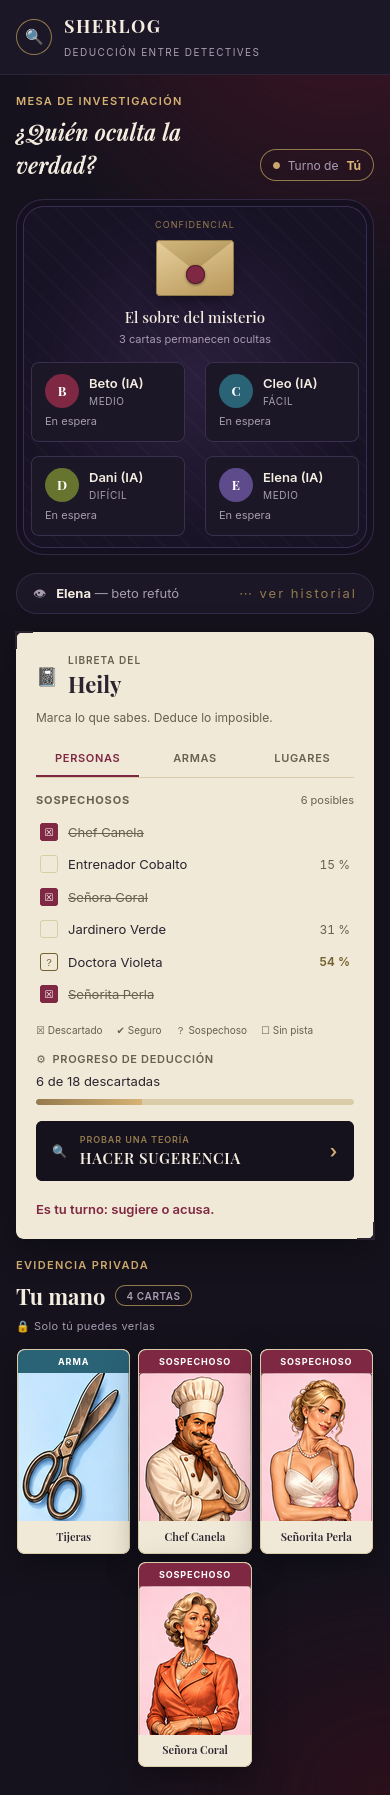 SHERLOG
DEDUCCIÓN ENTRE DETECTIVES
MESA DE INVESTIGACIÓN
¿Quién oculta la
verdad?
Turno de Tú
CONFIDENCIAL
El sobre del misterio
3 cartas permanecen ocultas
B
Beto (IA)
MEDIO
En espera
C
Cleo (IA)
FÁCIL
En espera
D
Dani (IA)
DIFÍCIL
En espera
E
Elena (IA)
MEDIO
En espera
Elena — beto refutó
··· ver historial
LIBRETA DEL
Heily
Marca lo que sabes. Deduce lo imposible.
PERSONAS
ARMAS
LUGARES
SOSPECHOSOS
6 posibles
☒ Chef Canela
Entrenador Cobalto
15 %
☒ Señora Coral
Jardinero Verde
31 %
? Doctora Violeta
54 %
☒ Señorita Perla
☒ Descartado ✔ Seguro ? Sospechoso ☐ Sin pista
⚙ PROGRESO DE DEDUCCIÓN
6 de 18 descartadas
PROBAR UNA TEORÍA
HACER SUGERENCIA ›
Es tu turno: sugiere o acusa.
EVIDENCIA PRIVADA
Tu mano
4 CARTAS
🔒 Solo tú puedes verlas
ARMA
Tijeras
SOSPECHOSO
Chef Canela
SOSPECHOSO
Señorita Perla
SOSPECHOSO
Señora Coral